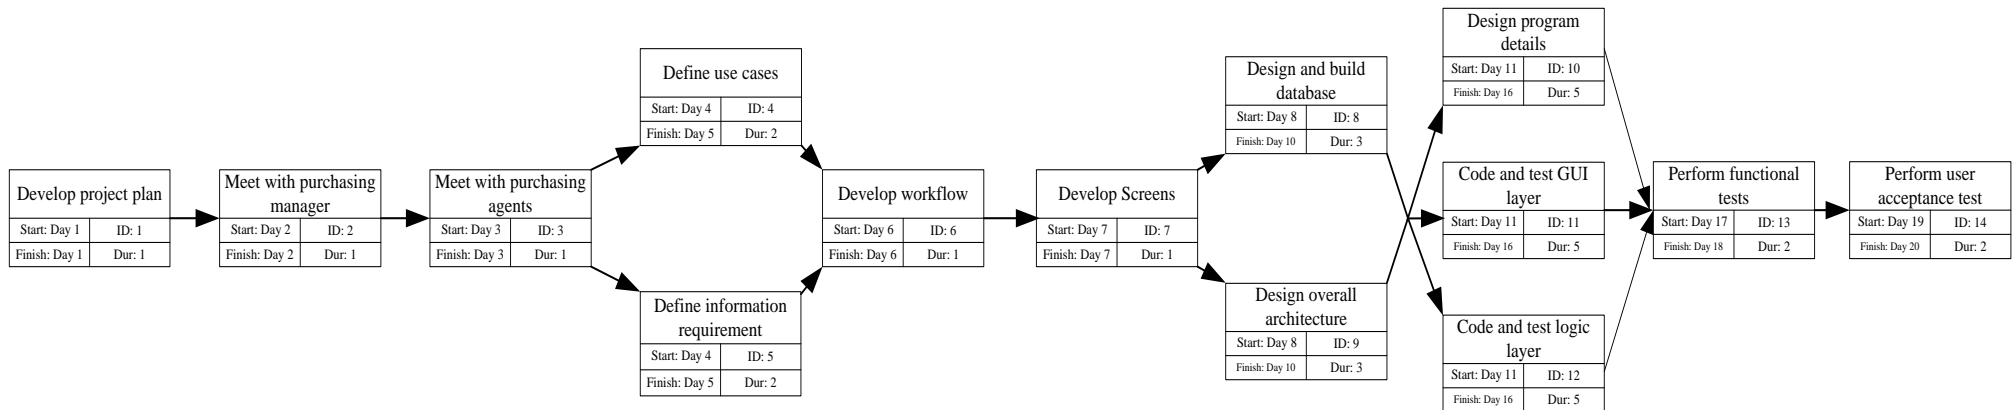 Develop project plan
Start: Day 1 ID: 1
Finish: Day 1 Dur: 1
Meet with purchasing
manager
Start: Day 2 ID: 2
Finish: Day 2 Dur: 1
Meet with purchasing
agents
Start: Day 3 ID: 3
Finish: Day 3 Dur: 1
Define use cases
Start: Day 4 ID: 4
Finish: Day 5 Dur: 2
Define information
requirement
Start: Day 4 ID: 5
Finish: Day 5 Dur: 2
Develop workflow
Start: Day 6 ID: 6
Finish: Day 6 Dur: 1
Develop Screens
Start: Day 7 ID: 7
Finish: Day 7 Dur: 1
Design and build
database
Start: Day 8 ID: 8
Finish: Day 10 Dur: 3
Design overall
architecture
Start: Day 8 ID: 9
Finish: Day 10 Dur: 3
Design program
details
Start: Day 11 ID: 10
Finish: Day 16 Dur: 5
Code and test GUI
layer
Start: Day 11 ID: 11
Finish: Day 16 Dur: 5
Code and test logic
layer
Start: Day 11 ID: 12
Finish: Day 16 Dur: 5
Perform functional
tests
Start: Day 17 ID: 13
Finish: Day 18 Dur: 2
Perform user
acceptance test
Start: Day 19 ID: 14
Finish: Day 20 Dur: 2